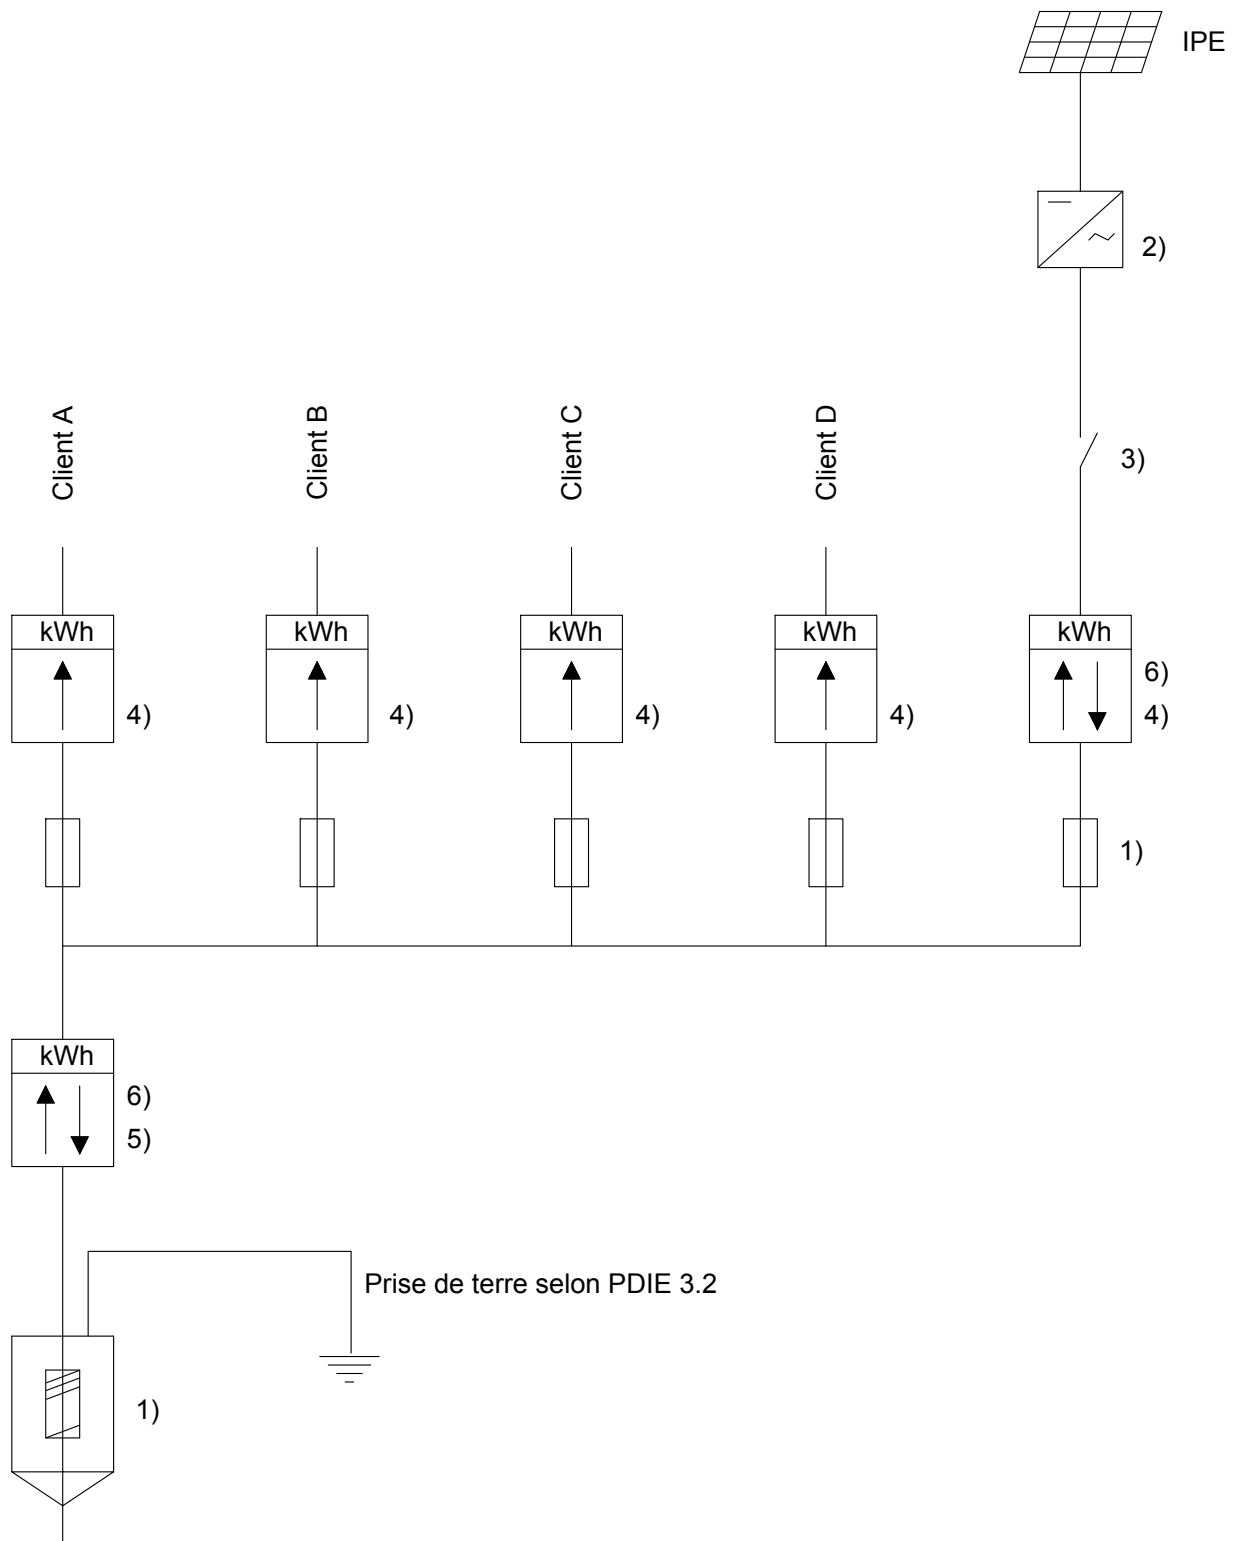 IPE
2)
Client A
Client B
Client C
Client D
3)
kWh
4)
kWh
4)
kWh
4)
kWh
4)
kWh
6)
4)
1)
kWh
6)
5)
Prise de terre selon PDIE 3.2
1)